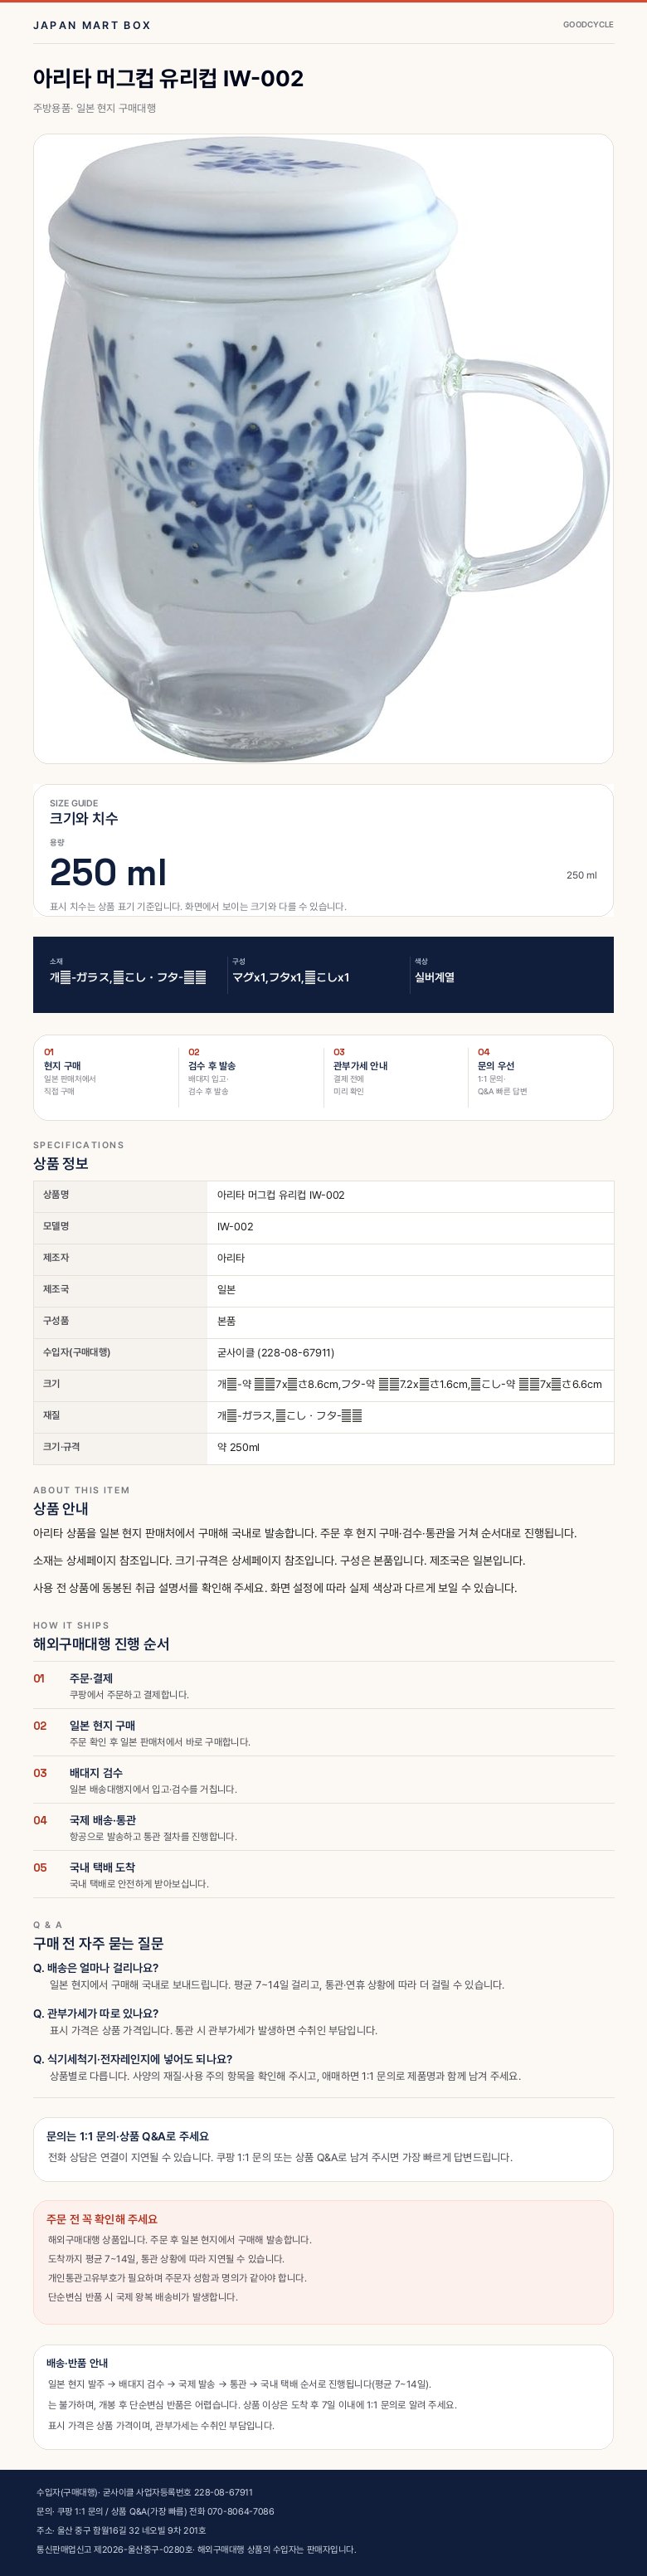 JAPAN MART BOX
GOODCYCLE
아리타 머그컵 유리컵 IW-002
주방용품· 일본 현지 구매대행
SIZE GUIDE
크기와 치수
용량
250 ml
250 ml
표시 치수는 상품 표기 기준입니다. 화면에서 보이는 크기와 다를 수 있습니다.
소재
개▤-ガラス,▤こし・フタ-▤▤
구성
マグx1,フタx1,▤こしx1
색상
실버계열
01
현지 구매
일본 판매처에서
직접 구매
02
검수 후 발송
배대지 입고·
검수 후 발송
03
관부가세 안내
결제 전에
미리 확인
04
문의 우선
1:1 문의·
Q&A 빠른 답변
SPECIFICATIONS
상품 정보
상품명 아리타 머그컵 유리컵 IW-002
모델명 IW-002
제조자 아리타
제조국 일본
구성품 본품
수입자(구매대행) 굳사이클 (228-08-67911)
크기 개▤-약 ▤▤7x▤さ8.6cm,フタ-약 ▤▤7.2x▤さ1.6cm,▤こし-약 ▤▤7x▤さ6.6cm
재질 개▤-ガラス,▤こし・フタ-▤▤
크기·규격 약 250ml
ABOUT THIS ITEM
상품 안내
아리타 상품을 일본 현지 판매처에서 구매해 국내로 발송합니다. 주문 후 현지 구매·검수·통관을 거쳐 순서대로 진행됩니다.
소재는 상세페이지 참조입니다. 크기·규격은 상세페이지 참조입니다. 구성은 본품입니다. 제조국은 일본입니다.
사용 전 상품에 동봉된 취급 설명서를 확인해 주세요. 화면 설정에 따라 실제 색상과 다르게 보일 수 있습니다.
HOW IT SHIPS
해외구매대행 진행 순서
01 주문·결제
쿠팡에서 주문하고 결제합니다.
02 일본 현지 구매
주문 확인 후 일본 판매처에서 바로 구매합니다.
03 배대지 검수
일본 배송대행지에서 입고·검수를 거칩니다.
04 국제 배송·통관
항공으로 발송하고 통관 절차를 진행합니다.
05 국내 택배 도착
국내 택배로 안전하게 받아보십니다.
Q & A
구매 전 자주 묻는 질문
Q. 배송은 얼마나 걸리나요?
일본 현지에서 구매해 국내로 보내드립니다. 평균 7~14일 걸리고, 통관·연휴 상황에 따라 더 걸릴 수 있습니다.
Q. 관부가세가 따로 있나요?
표시 가격은 상품 가격입니다. 통관 시 관부가세가 발생하면 수취인 부담입니다.
Q. 식기세척기·전자레인지에 넣어도 되나요?
상품별로 다릅니다. 사양의 재질·사용 주의 항목을 확인해 주시고, 애매하면 1:1 문의로 제품명과 함께 남겨 주세요.
문의는 1:1 문의·상품 Q&A로 주세요
전화 상담은 연결이 지연될 수 있습니다. 쿠팡 1:1 문의 또는 상품 Q&A로 남겨 주시면 가장 빠르게 답변드립니다.
주문 전 꼭 확인해 주세요
해외구매대행 상품입니다. 주문 후 일본 현지에서 구매해 발송합니다.
도착까지 평균 7~14일, 통관 상황에 따라 지연될 수 있습니다.
개인통관고유부호가 필요하며 주문자 성함과 명의가 같아야 합니다.
단순변심 반품 시 국제 왕복 배송비가 발생합니다.
배송·반품 안내
일본 현지 발주 → 배대지 검수 → 국제 발송 → 통관 → 국내 택배 순서로 진행됩니다(평균 7~14일).
는 불가하며, 개봉 후 단순변심 반품은 어렵습니다. 상품 이상은 도착 후 7일 이내에 1:1 문의로 알려 주세요.
표시 가격은 상품 가격이며, 관부가세는 수취인 부담입니다.
수입자(구매대행)· 굳사이클 사업자등록번호 228-08-67911
문의· 쿠팡 1:1 문의 / 상품 Q&A(가장 빠름) 전화 070-8064-7086
주소· 울산 중구 함월16길 32 네오빌 9차 201호
통신판매업신고 제2026-울산중구-0280호· 해외구매대행 상품의 수입자는 판매자입니다.